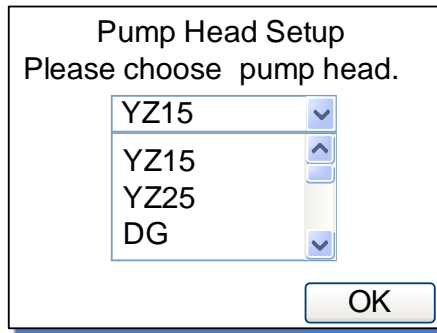 Pump Head Setup
Please choose  pump head.
YZ15
YZ15
YZ25
DG
OK